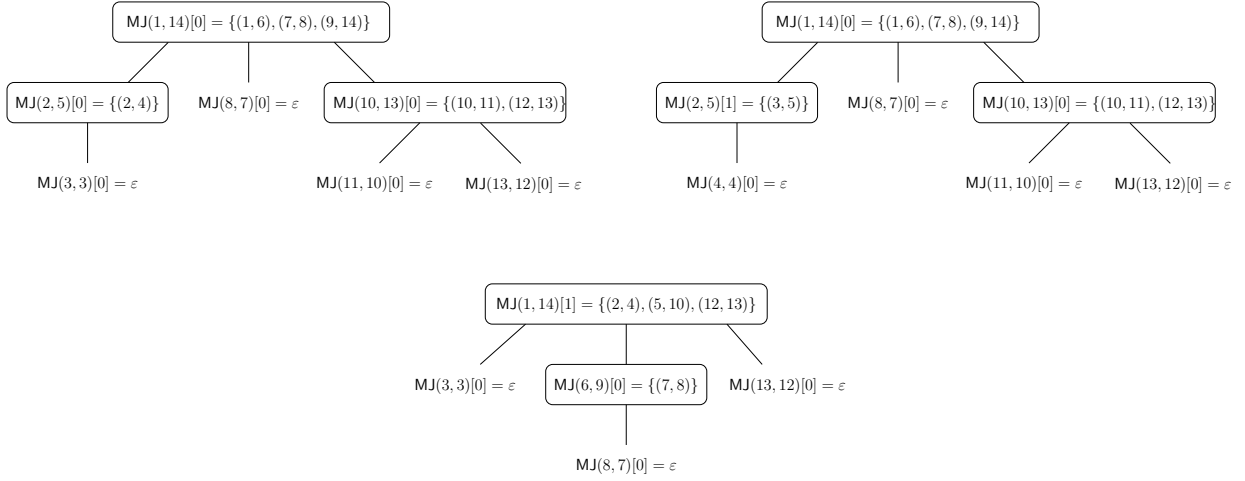 MJ(1, 14)[0] = {(1, 6), (7, 8), (9, 14)}
MJ(1, 14)[0] = {(1, 6), (7, 8), (9, 14)}
MJ(2, 5)[0] = {(2, 4)}
MJ(8, 7)[0] = ε
MJ(10, 13)[0] = {(10, 11), (12, 13)}
MJ(2, 5)[1] = {(3, 5)}
MJ(8, 7)[0] = ε
MJ(10, 13)[0] = {(10, 11), (12, 13)}
MJ(3, 3)[0] = ε
MJ(11, 10)[0] = ε
MJ(13, 12)[0] = ε
MJ(4, 4)[0] = ε
MJ(11, 10)[0] = ε
MJ(13, 12)[0] = ε
MJ(1, 14)[1] = {(2, 4), (5, 10), (12, 13)}
MJ(3, 3)[0] = ε
MJ(6, 9)[0] = {(7, 8)}
MJ(13, 12)[0] = ε
MJ(8, 7)[0] = ε